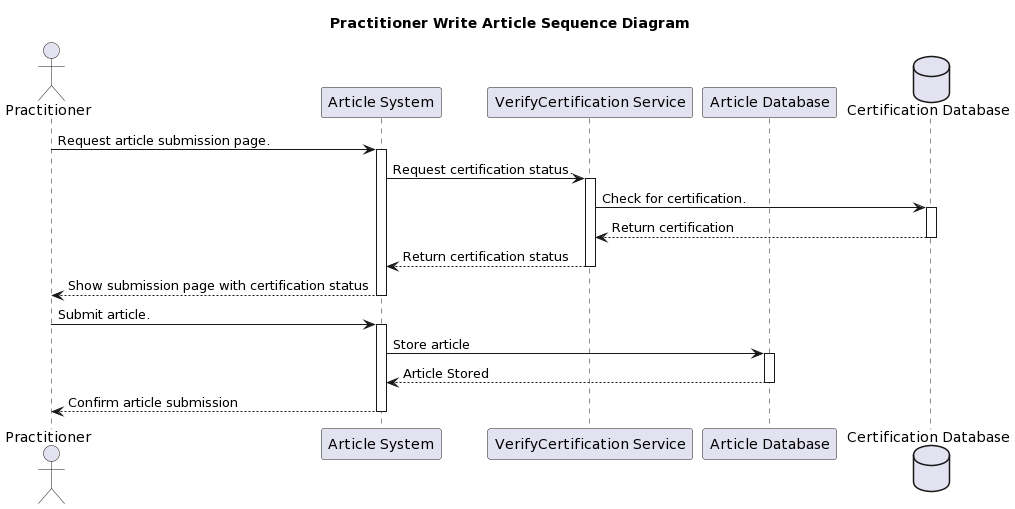 Practitioner Write Article Sequence Diagram
Practitioner
Article System
VerifyCertification Service
Article Database
Certification Database
Request article submission page.
Request certification status.
Check for certification.
Return certification
Return certification status
Show submission page with certification status
Submit article.
Store article
Article Stored
Confirm article submission
Practitioner
Article System
VerifyCertification Service
Article Database
Certification Database